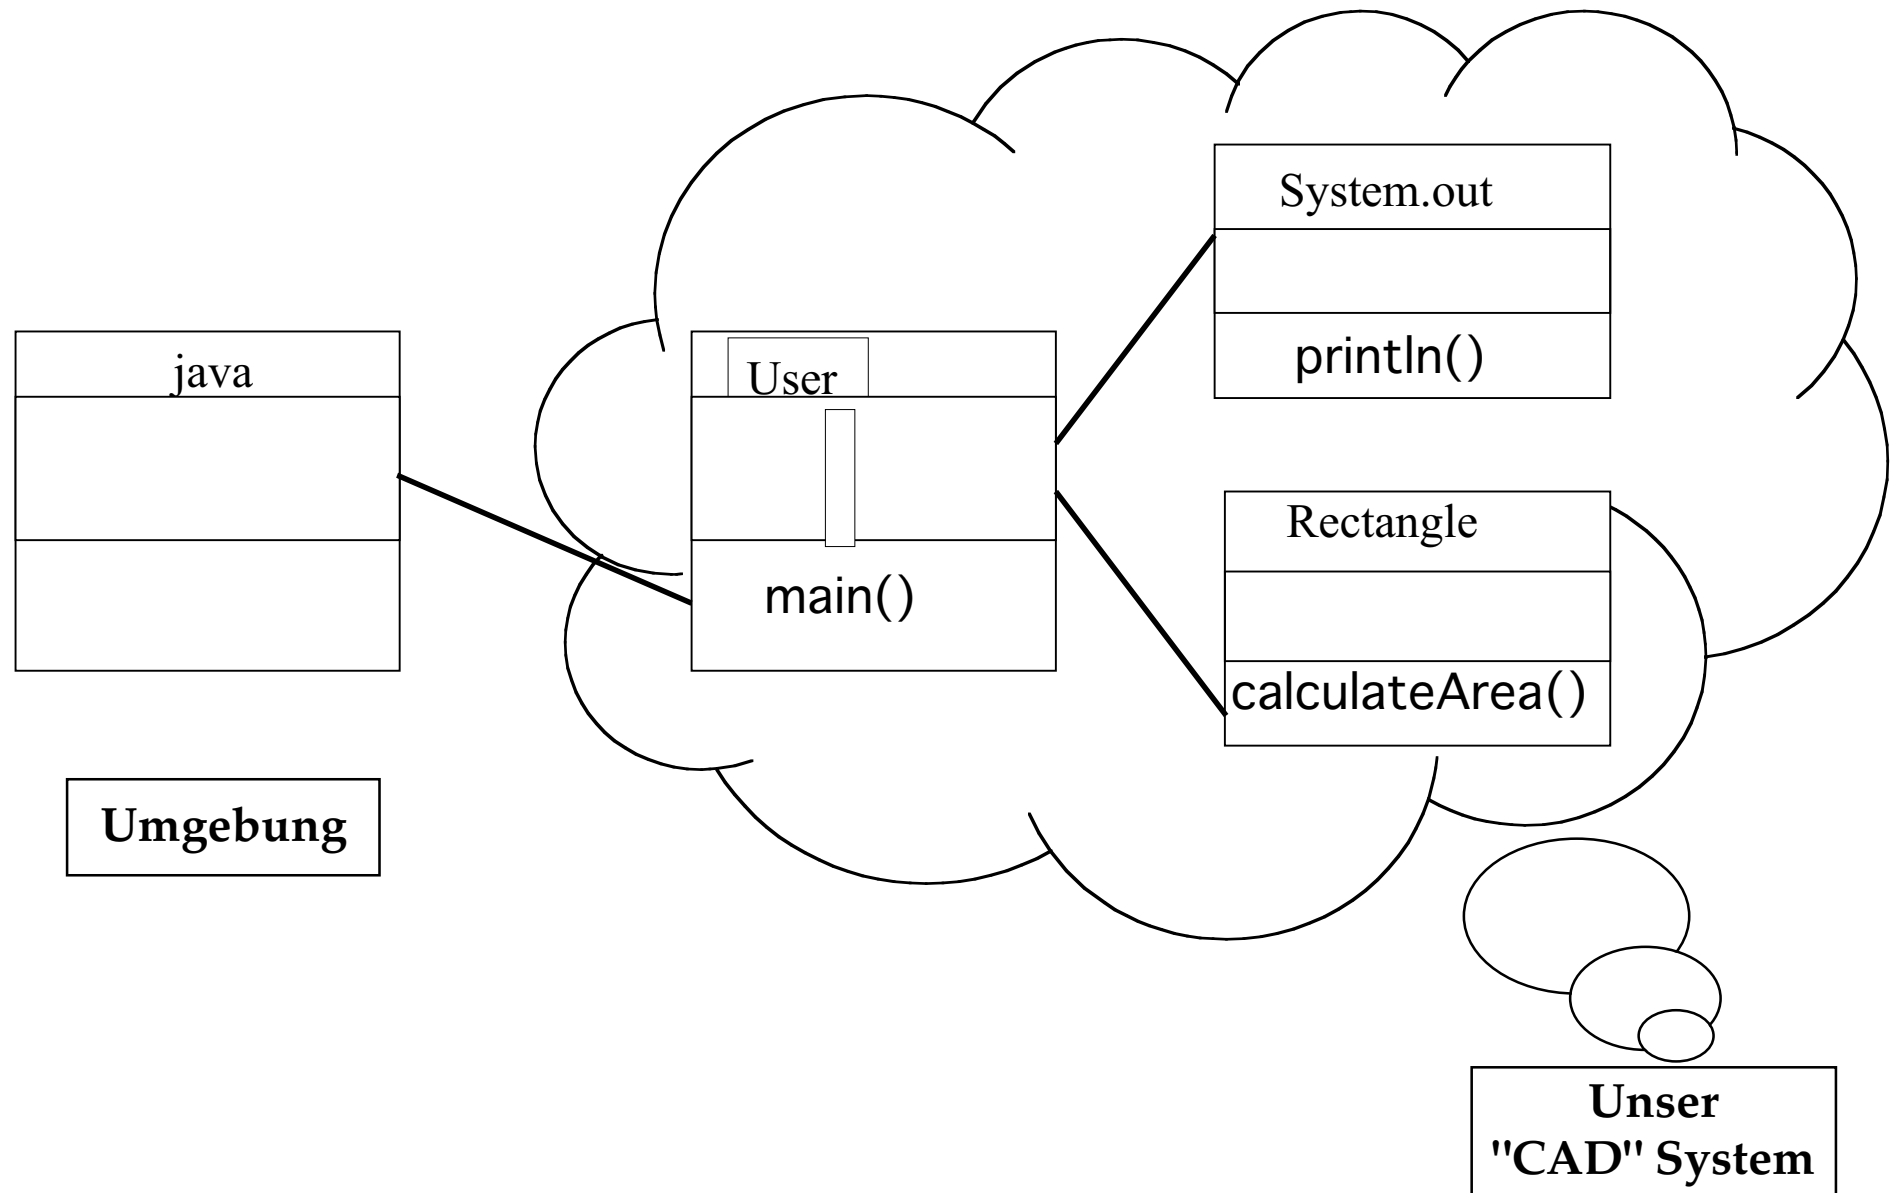 System.out
println()
java
User
main()
Rectangle
calculateArea()
Umgebung
Unser
"CAD" System